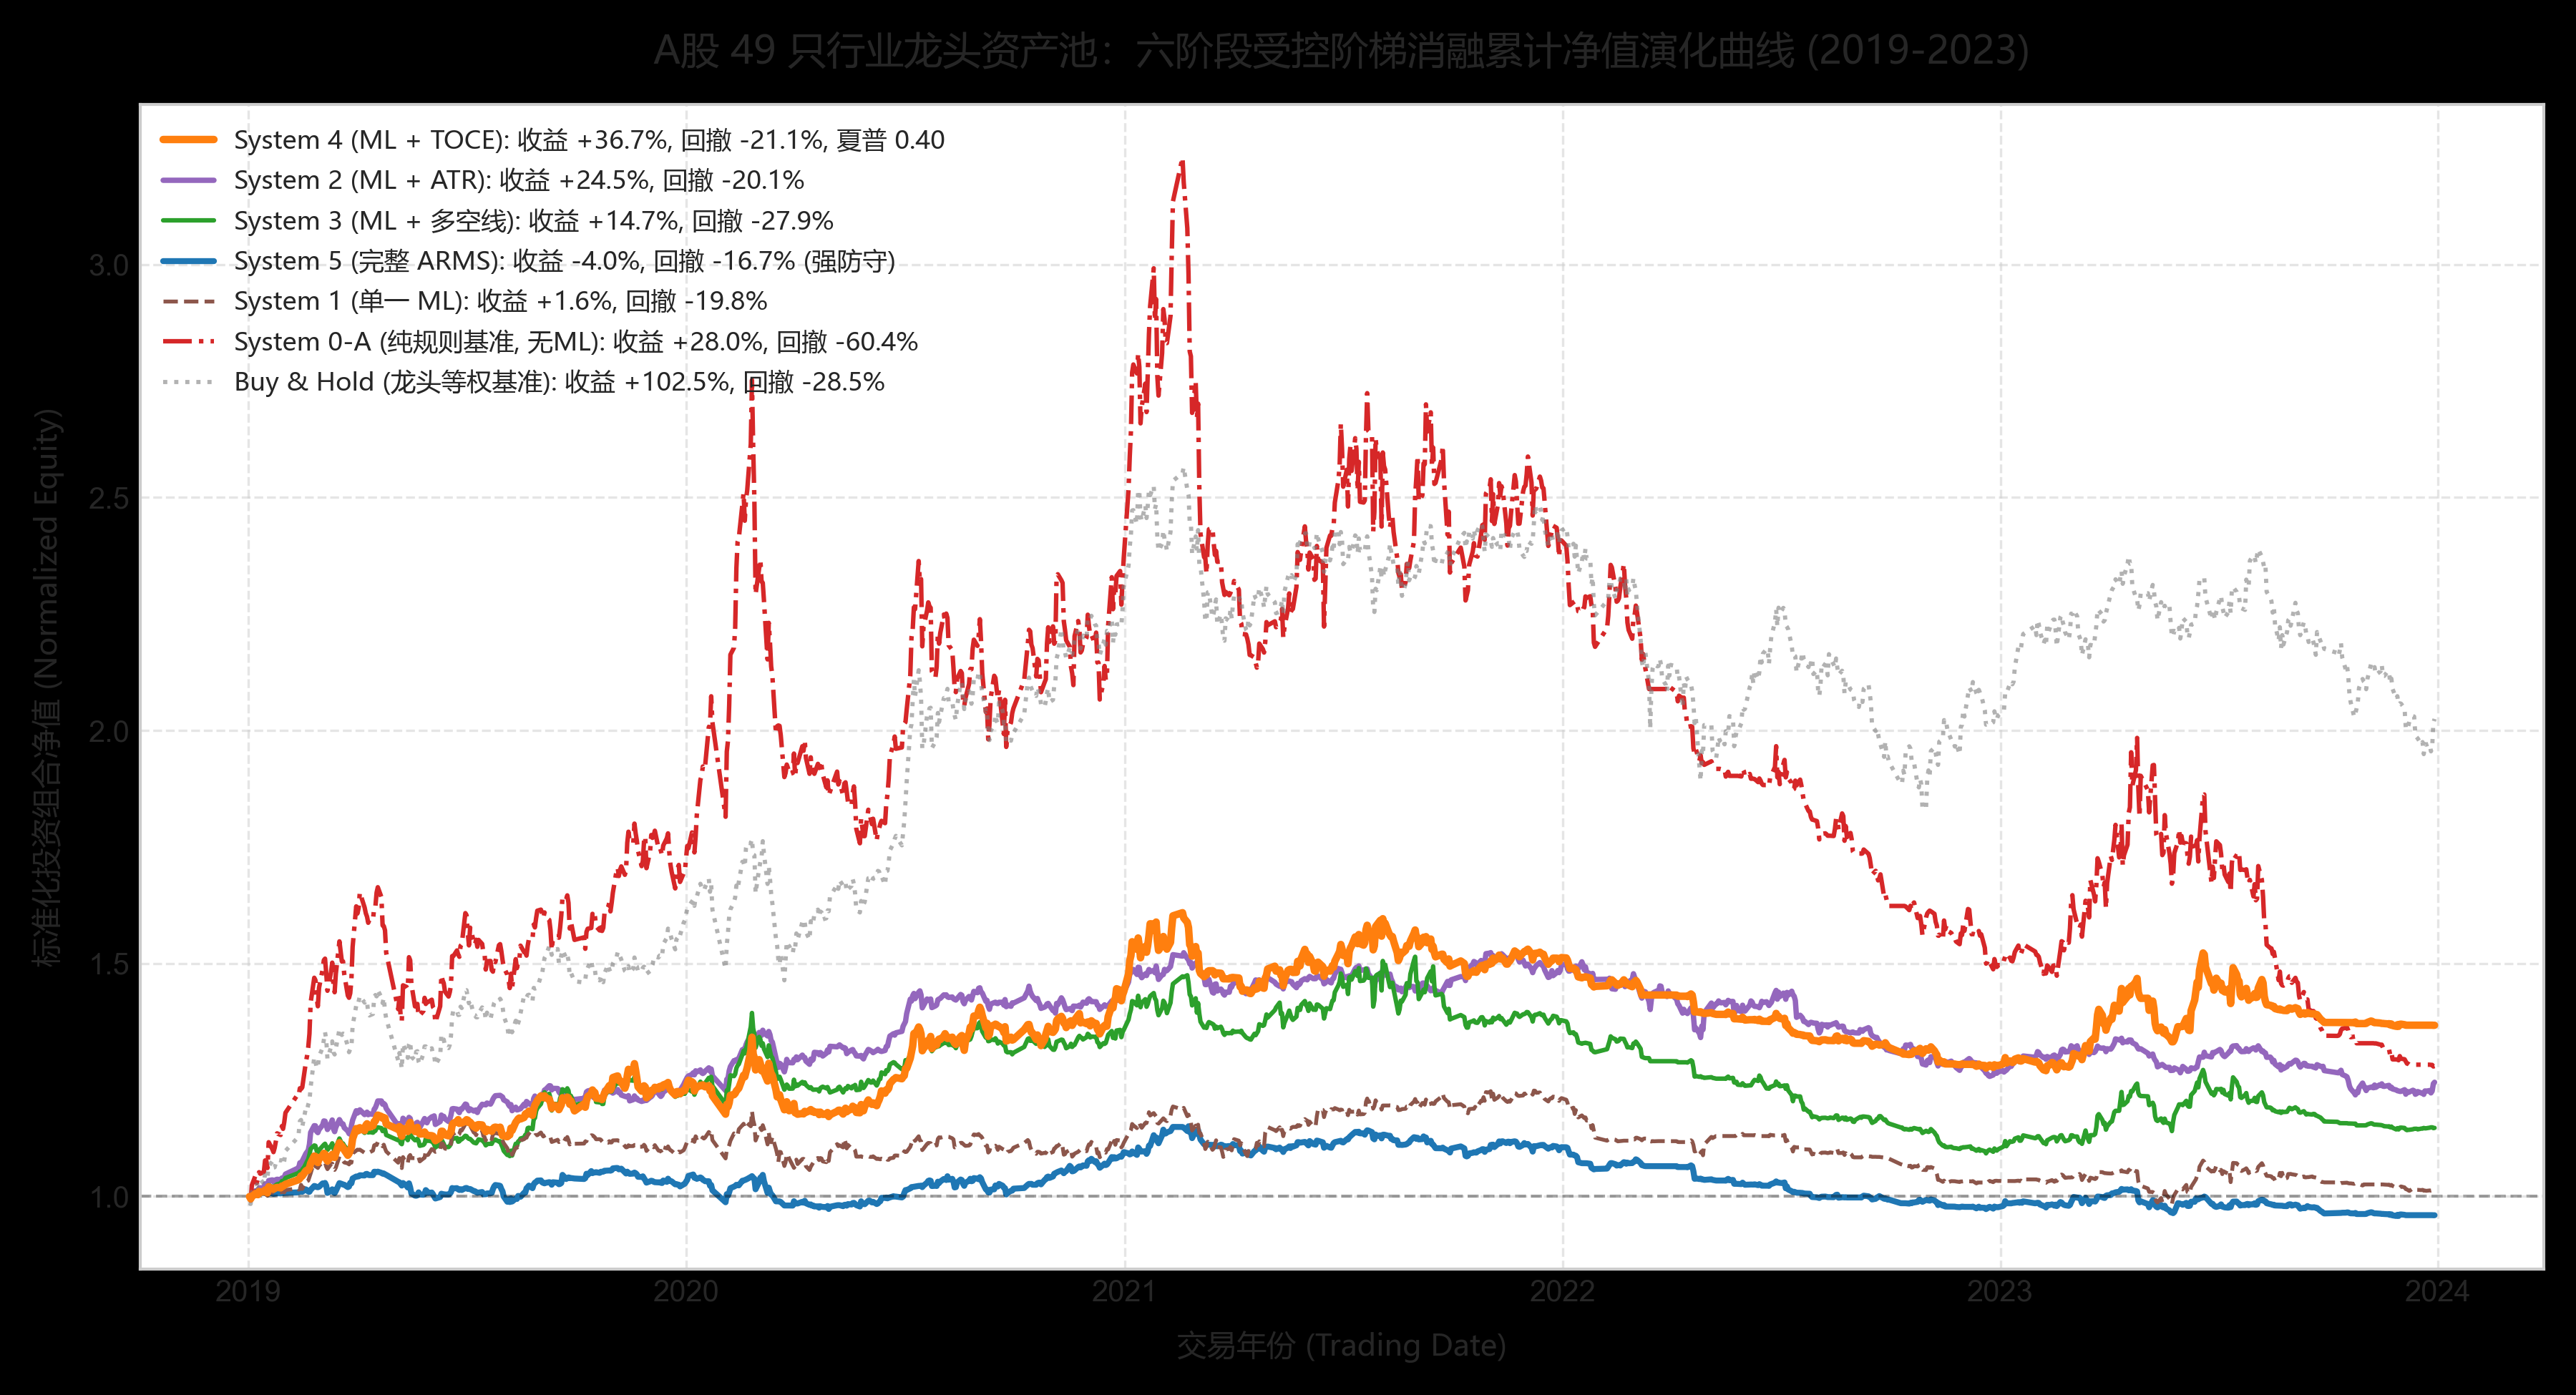 A股 49 只行业龙头资产池：六阶段受控阶梯消融累计净值演化曲线 (2019-2023)
System 4 (ML + TOCE): 收益 +36.7%, 回撤 -21.1%, 夏普 0.40
System 2 (ML + ATR): 收益 +24.5%, 回撤 -20.1%
System 3 (ML + 多空线): 收益 +14.7%, 回撤 -27.9%
System 5 (完整 ARMS): 收益 -4.0%, 回撤 -16.7% (强防守)
System 1 (单一 ML): 收益 +1.6%, 回撤 -19.8%
System 0-A (纯规则基准, 无ML): 收益 +28.0%, 回撤 -60.4%
Buy & Hold (龙头等权基准): 收益 +102.5%, 回撤 -28.5%
标准化投资组合净值 (Normalized Equity)
3.0
2.5
2.0
1.5
1.0
2019
2020
2021
2022
2023
2024
交易年份 (Trading Date)